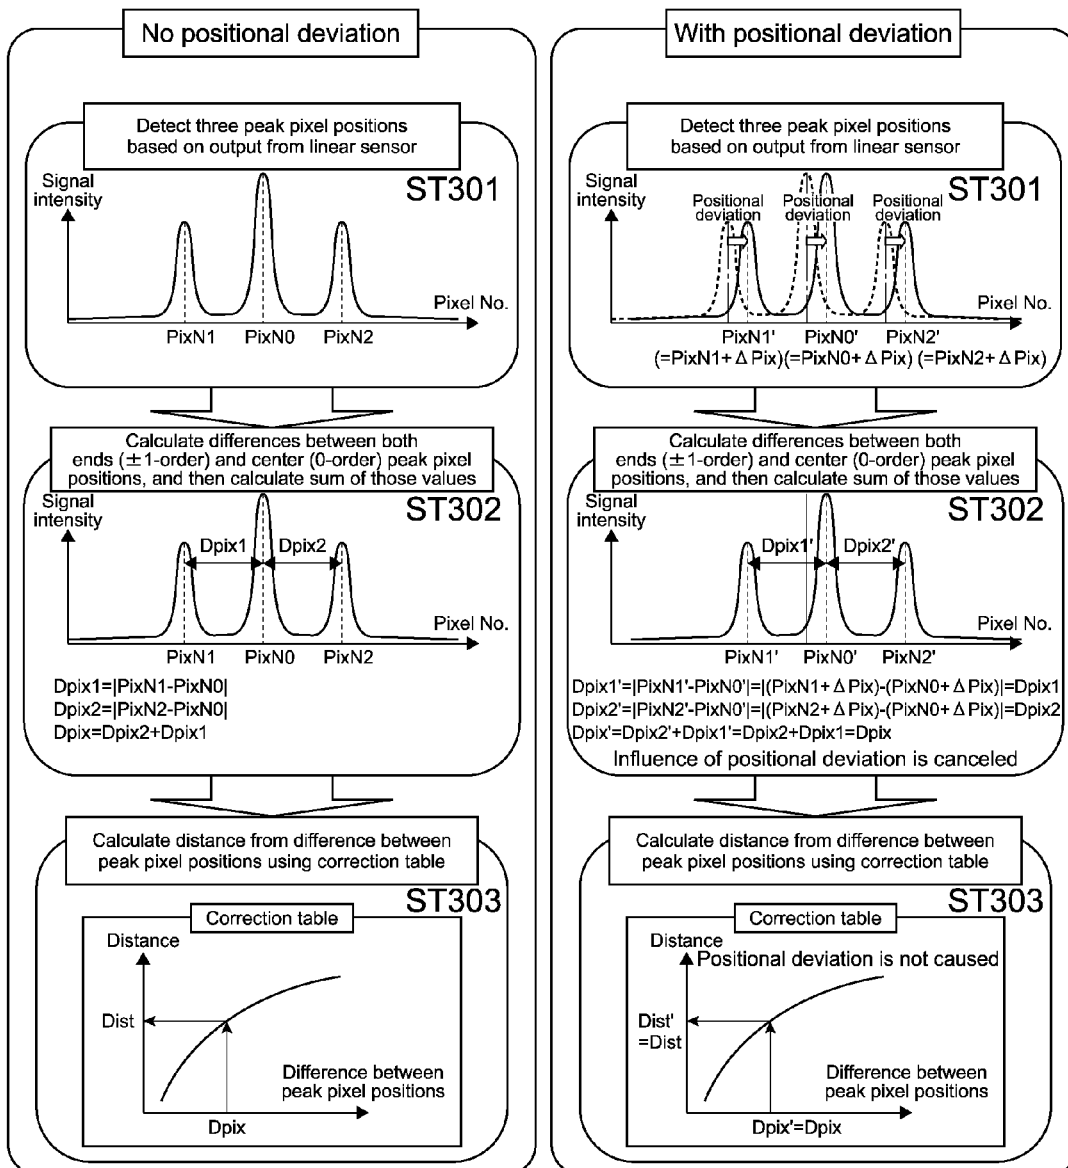 No positional deviation
Detect three peak pixel positions
based on output from linear sensor
Signal
intensity
ST301
Pixel No.
PixN1 PixN0 PixN2
Calculate differences between both
ends (±1-order) and center (0-order) peak pixel
positions, and then calculate sum of those values
Signal
intensity
ST302
Dpix1 Dpix2
Pixel No.
PixN1 PixN0 PixN2
Dpix1=|PixN1-PixN0|
Dpix2=|PixN2-PixN0|
Dpix=Dpix2+Dpix1
Calculate distance from difference between
peak pixel positions using correction table
ST303
Correction table
Distance
Dist
Difference between
peak pixel positions
Dpix
With positional deviation
Detect three peak pixel positions
based on output from linear sensor
Signal
intensity
ST301
Positional Positional Positional
deviation deviation deviation
Pixel No.
PixN1' PixN0' PixN2'
(=PixN1+ΔPix)(=PixN0+ΔPix) (=PixN2+ΔPix)
Calculate differences between both
ends (±1-order) and center (0-order) peak pixel
positions, and then calculate sum of those values
Signal
intensity
ST302
Dpix1' Dpix2'
Pixel No.
PixN1' PixN0' PixN2'
Dpix1'=|PixN1'-PixN0'|=|(PixN1+ΔPix)-(PixN0+ΔPix)|=Dpix1
Dpix2'=|PixN2'-PixN0'|=|(PixN2+ΔPix)-(PixN0+ΔPix)|=Dpix2
Dpix'=Dpix2'+Dpix1'=Dpix2+Dpix1=Dpix
Influence of positional deviation is canceled
Calculate distance from difference between
peak pixel positions using correction table
ST303
Correction table
Distance
Positional deviation is not caused
Dist'
=Dist
Difference between
peak pixel positions
Dpix'=Dpix